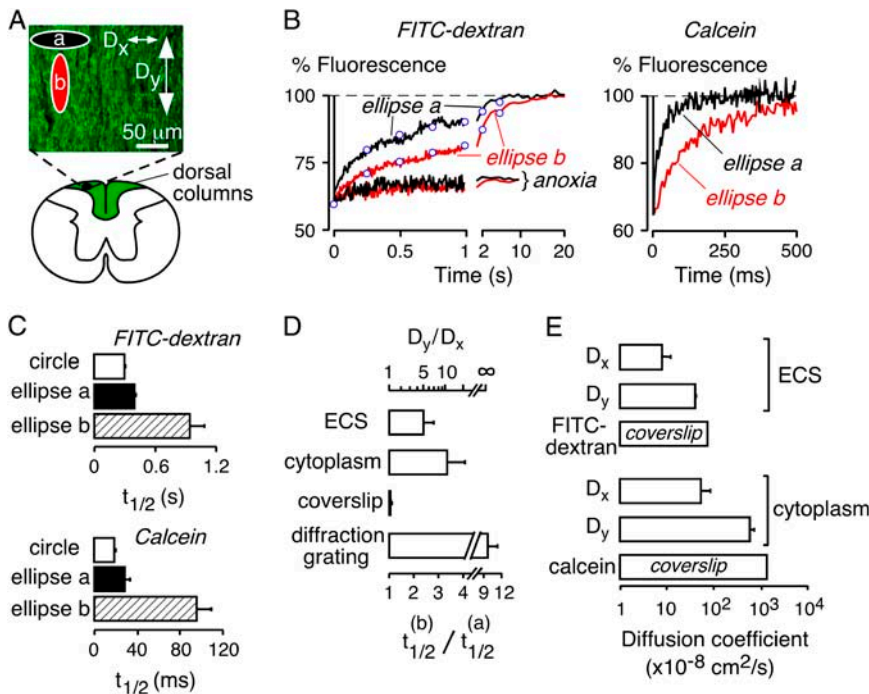 A
a
b
Dx
Dy
50 μm
dorsal
columns
B
FITC-dextran
Calcein
% Fluorescence
% Fluorescence
100
75
50
ellipse a
ellipse b
} anoxia
0
0.5
1
2
10
20
Time (s)
100
80
60
ellipse a
ellipse b
0
500
Time (ms)
C
FITC-dextran
circle
ellipse a
ellipse b
0
0.6
1.2
t1/2 (s)
Calcein
circle
ellipse a
ellipse b
0
40
80
120
t1/2 (ms)
D
Dy/Dx
1
5
10
∞
ECS
cytoplasm
coverslip
diffraction
grating
1
2
3
4
9
12
(b) (a)
t1/2 / t1/2
E
Dx
Dy
ECS
FITC-
dextran
coverslip
Dx
Dy
cytoplasm
calcein
coverslip
1
10²
10³
10⁴
Diffusion coefficient
(x10⁻⁸ cm²/s)